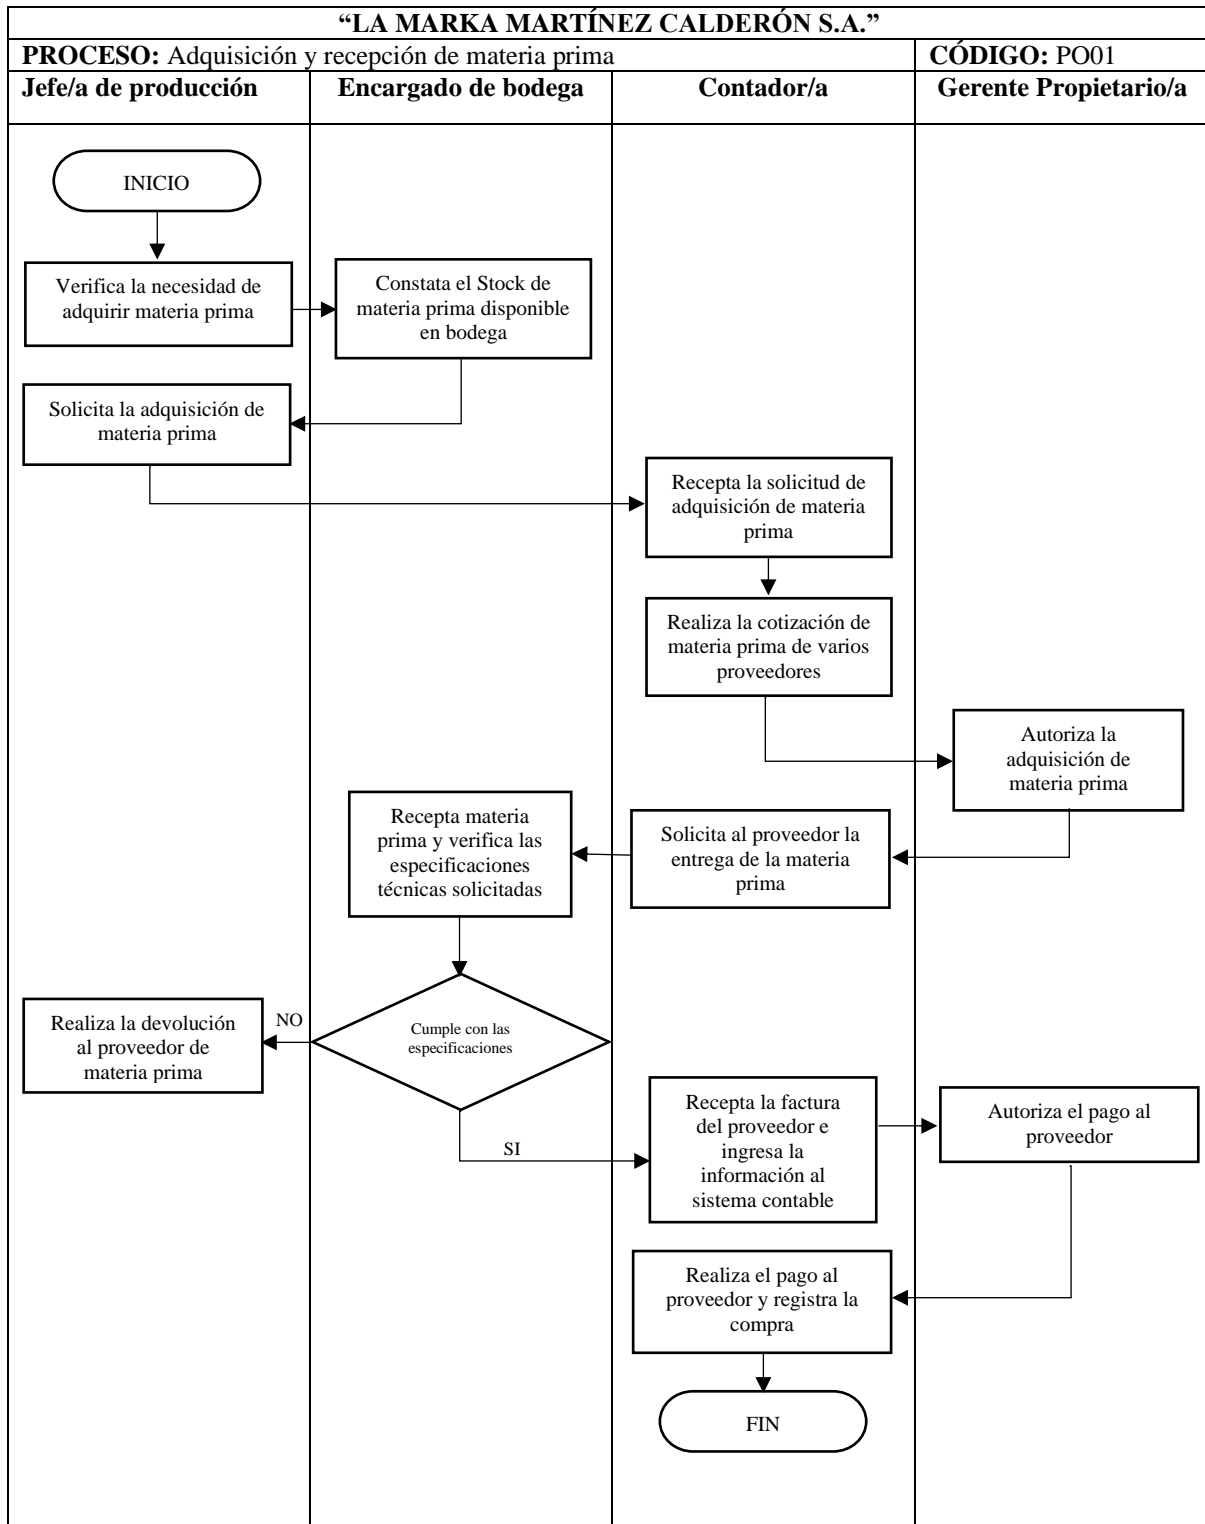 “LA MARKA MARTÍNEZ CALDERÓN S.A.”
PROCESO: Adquisición y recepción de materia prima
CÓDIGO: PO01
Jefe/a de producción
Encargado de bodega
Contador/a
Gerente Propietario/a
INICIO
Verifica la necesidad de
adquirir materia prima
Constata el Stock de
materia prima disponible
en bodega
Solicita la adquisición de
materia prima
Recepta la solicitud de
adquisición de materia
prima
Realiza la cotización de
materia prima de varios
proveedores
Autoriza la
adquisición de
materia prima
Solicita al proveedor la
entrega de la materia
prima
Recepta materia
prima y verifica las
especificaciones
técnicas solicitadas
Cumple con las
especificaciones
NO
Realiza la devolución
al proveedor de
materia prima
SI
Recepta la factura
del proveedor e
ingresa la
información al
sistema contable
Autoriza el pago al
proveedor
Realiza el pago al
proveedor y registra la
compra
FIN